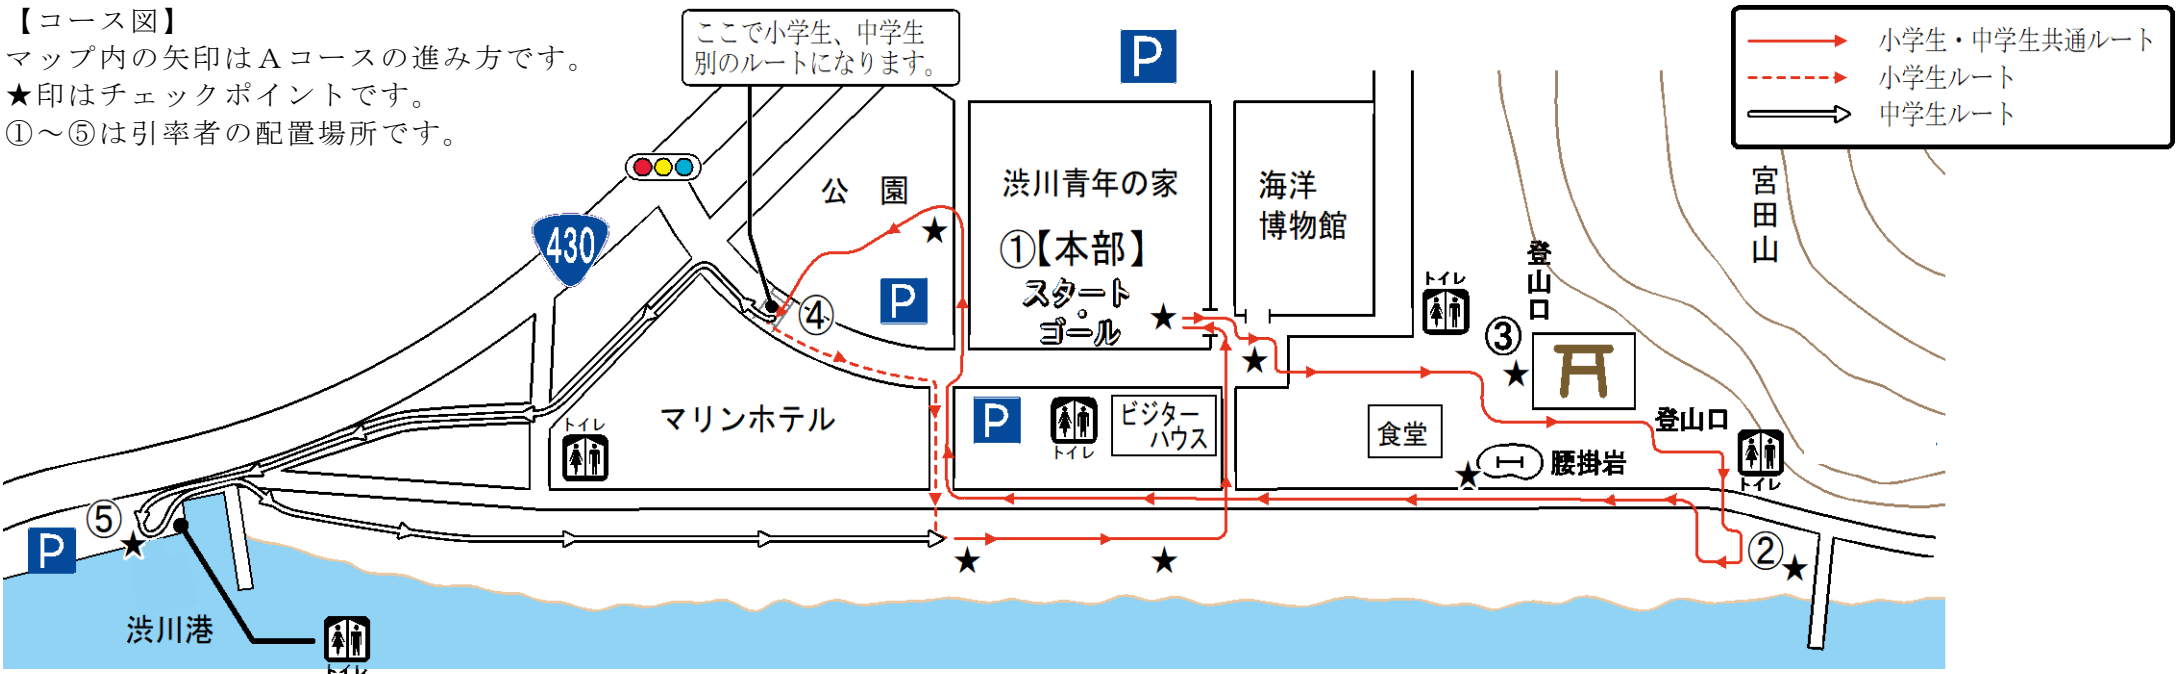 【コース図】
マップ内の矢印はＡコースの進み方です。
★印はチェックポイントです。
①～⑤は引率者の配置場所です。
ここで小学生、中学生
別のルートになります。
P
小学生・中学生共通ルート
小学生ルート
中学生ルート
430
公　園
渋川青年の家
①【本部】
スタート
・
ゴール
海洋
博物館
宮田山
登山口
トイレ
③
P
④
マリンホテル
トイレ
P
トイレ
ビジター
ハウス
食堂
登山口
腰掛岩
トイレ
②
⑤
P
渋川港
トイレ